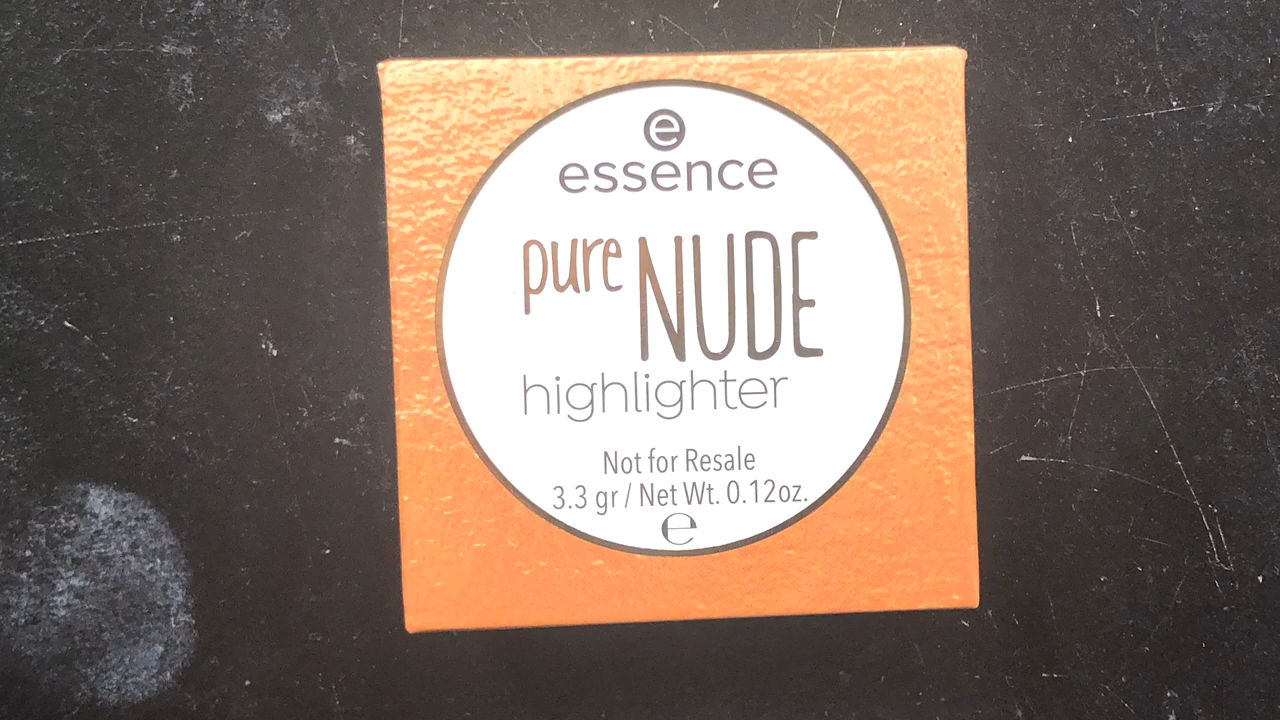 e
essence
pure NUDE
highlighter
Not for Resale
3.3 gr / Net Wt. 0.12oz.
℮